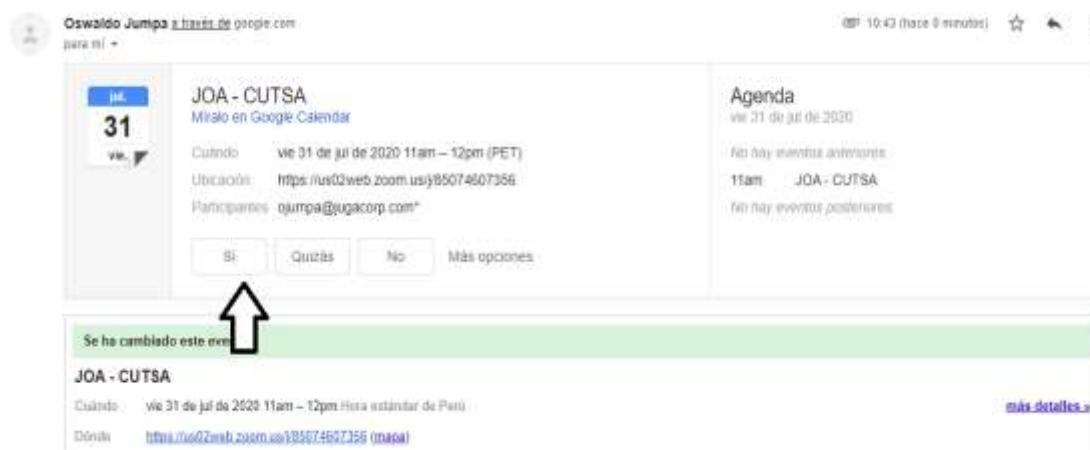 Oswaldo Jumpa a través de google.com
10:43 (hace 0 minutos)
para mí
jul.
31
vie.
JOA - CUTSA
Míralo en Google Calendar
Cuándo vie 31 de jul de 2020 11am – 12pm (PET)
Ubicación https://us02web.zoom.us/j/85074607356
Participantes ojumpa@jugacorp.com*
Sí Quizás No Más opciones
Agenda
vie 31 de jul de 2020
No hay eventos anteriores
11am JOA - CUTSA
No hay eventos posteriores
Se ha cambiado este
JOA - CUTSA
Cuándo vie 31 de jul de 2020 11am – 12pm Hora estándar de Perú
más detalles »
Dónde https://us02web.zoom.us/j/85074607356 (mapa)